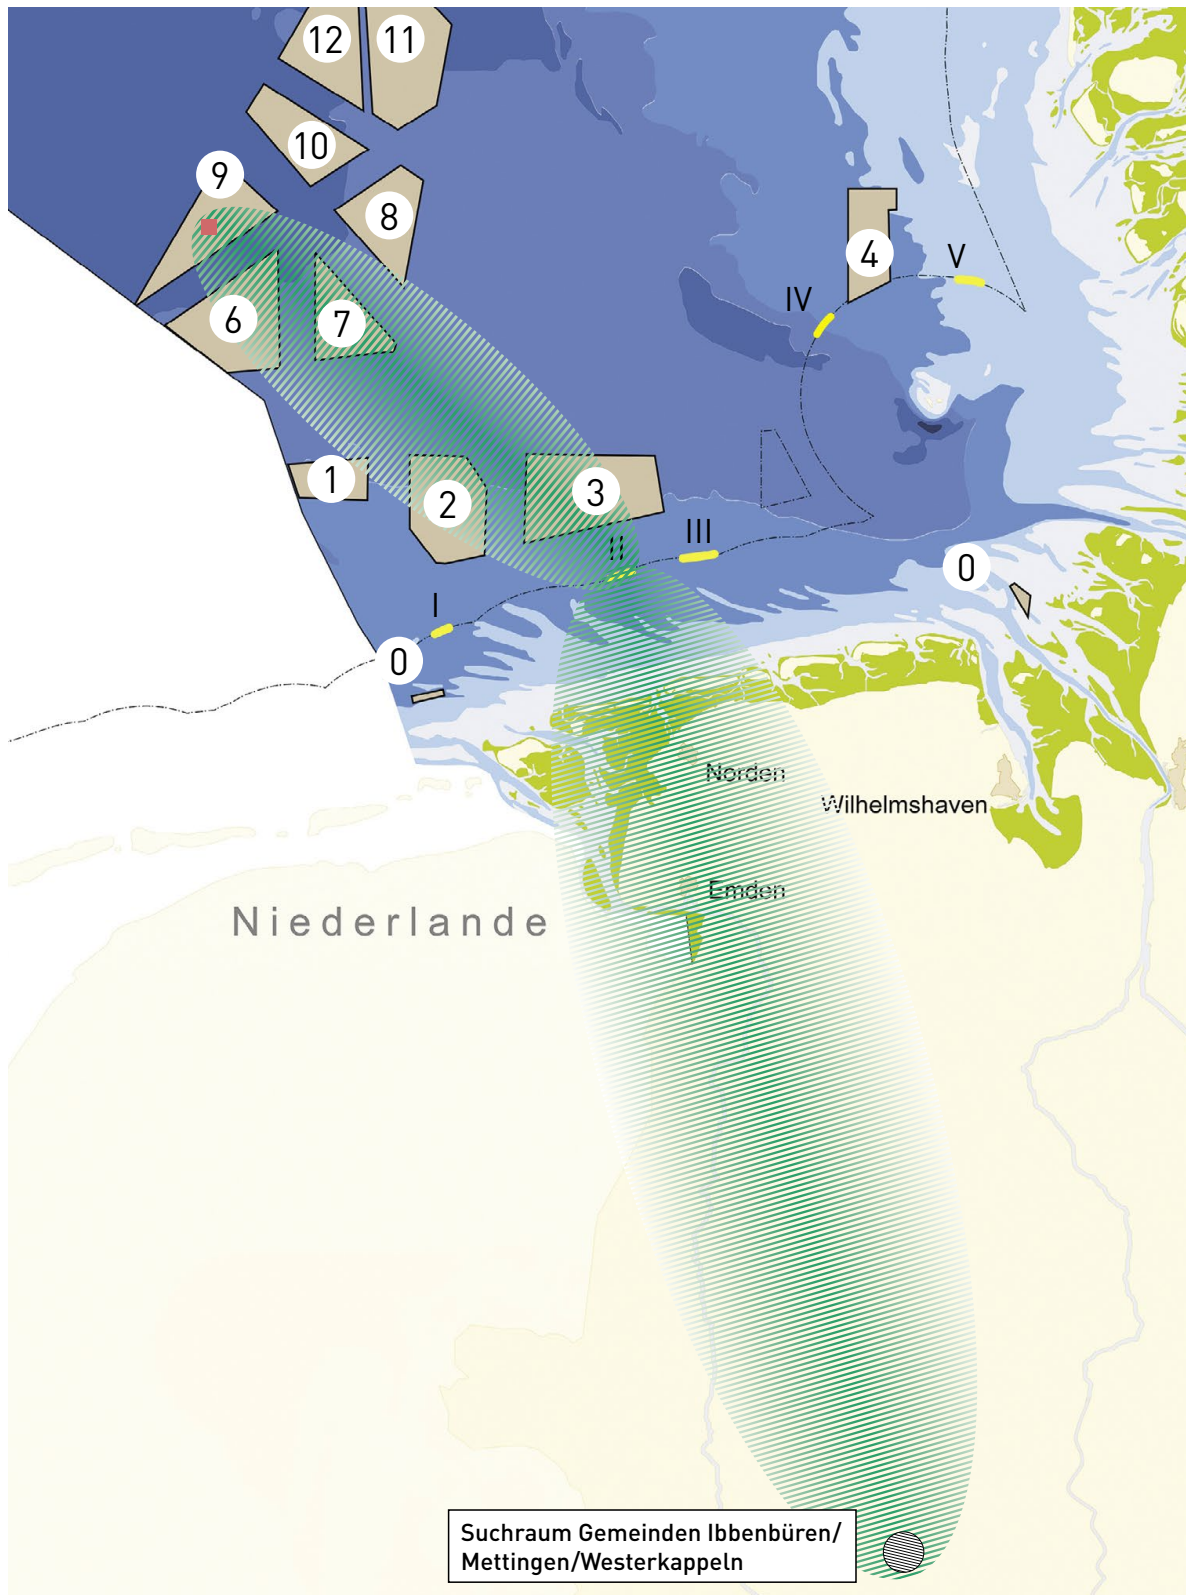 12
11
10
9
8
4
V
IV
6
7
1
2
3
III
II
I
0
0
Norden
Wilhelmshaven
Emden
Niederlande
Suchraum Gemeinden Ibbenbüren/
Mettingen/Westerkappeln